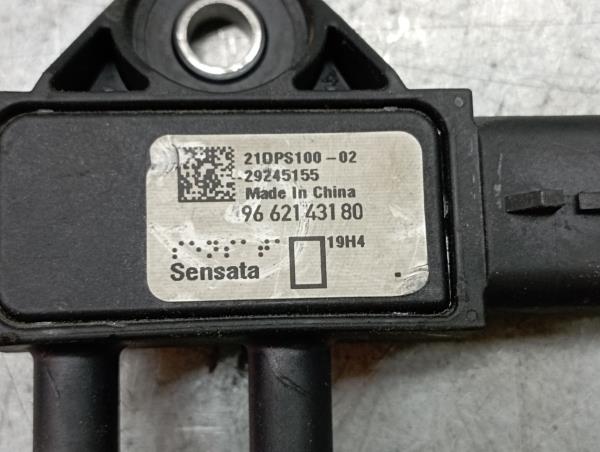 21DPS100-02
29245155
Made In China
96 621 431 80
19H4
Sensata